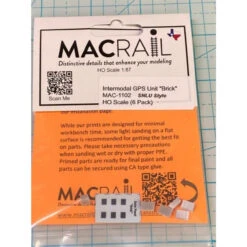 MACRAIL
Distinctive details that enhance your modeling
HO Scale 1:87
Scan Me
Intermodal GPS Unit "Brick"
MAC-1102 SNLU Style
HO Scale (6 Pack)
While our prints are designed for minimal
workbench time, some light sanding on a flat
surface is recommended for getting the best fit
on parts. Please take necessary precautions
when sanding wet or dry with proper PPE.
Primed parts are ready for final paint and all
parts can be secured using CA type glue.
MACRAIL